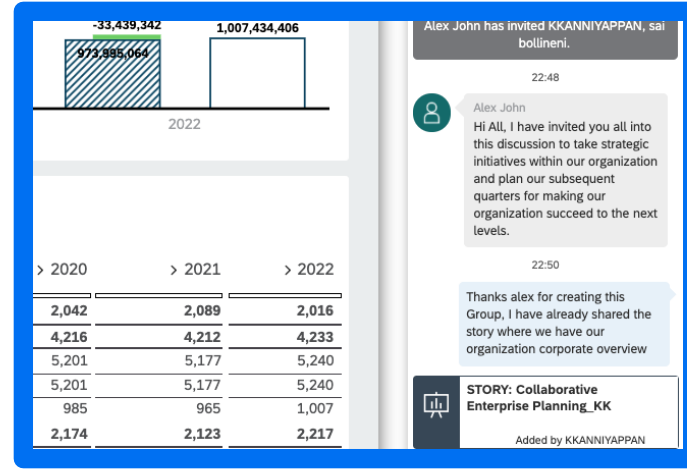 -33,439,342
1,007,434,406
973,995,064
2022
> 2020 > 2021 > 2022
2,042 2,089 2,016
4,216 4,212 4,233
5,201 5,177 5,240
5,201 5,177 5,240
985 965 1,007
2,174 2,123 2,217
Alex John has invited KKANNIYAPPAN, sai
bollineni.
22:48
Alex John
Hi All, I have invited you all into
this discussion to take strategic
initiatives within our organization
and plan our subsequent
quarters for making our
organization succeed to the next
levels.
22:50
Thanks alex for creating this
Group, I have already shared the
story where we have our
organization corporate overview
STORY: Collaborative
Enterprise Planning_KK
Added by KKANNIYAPPAN